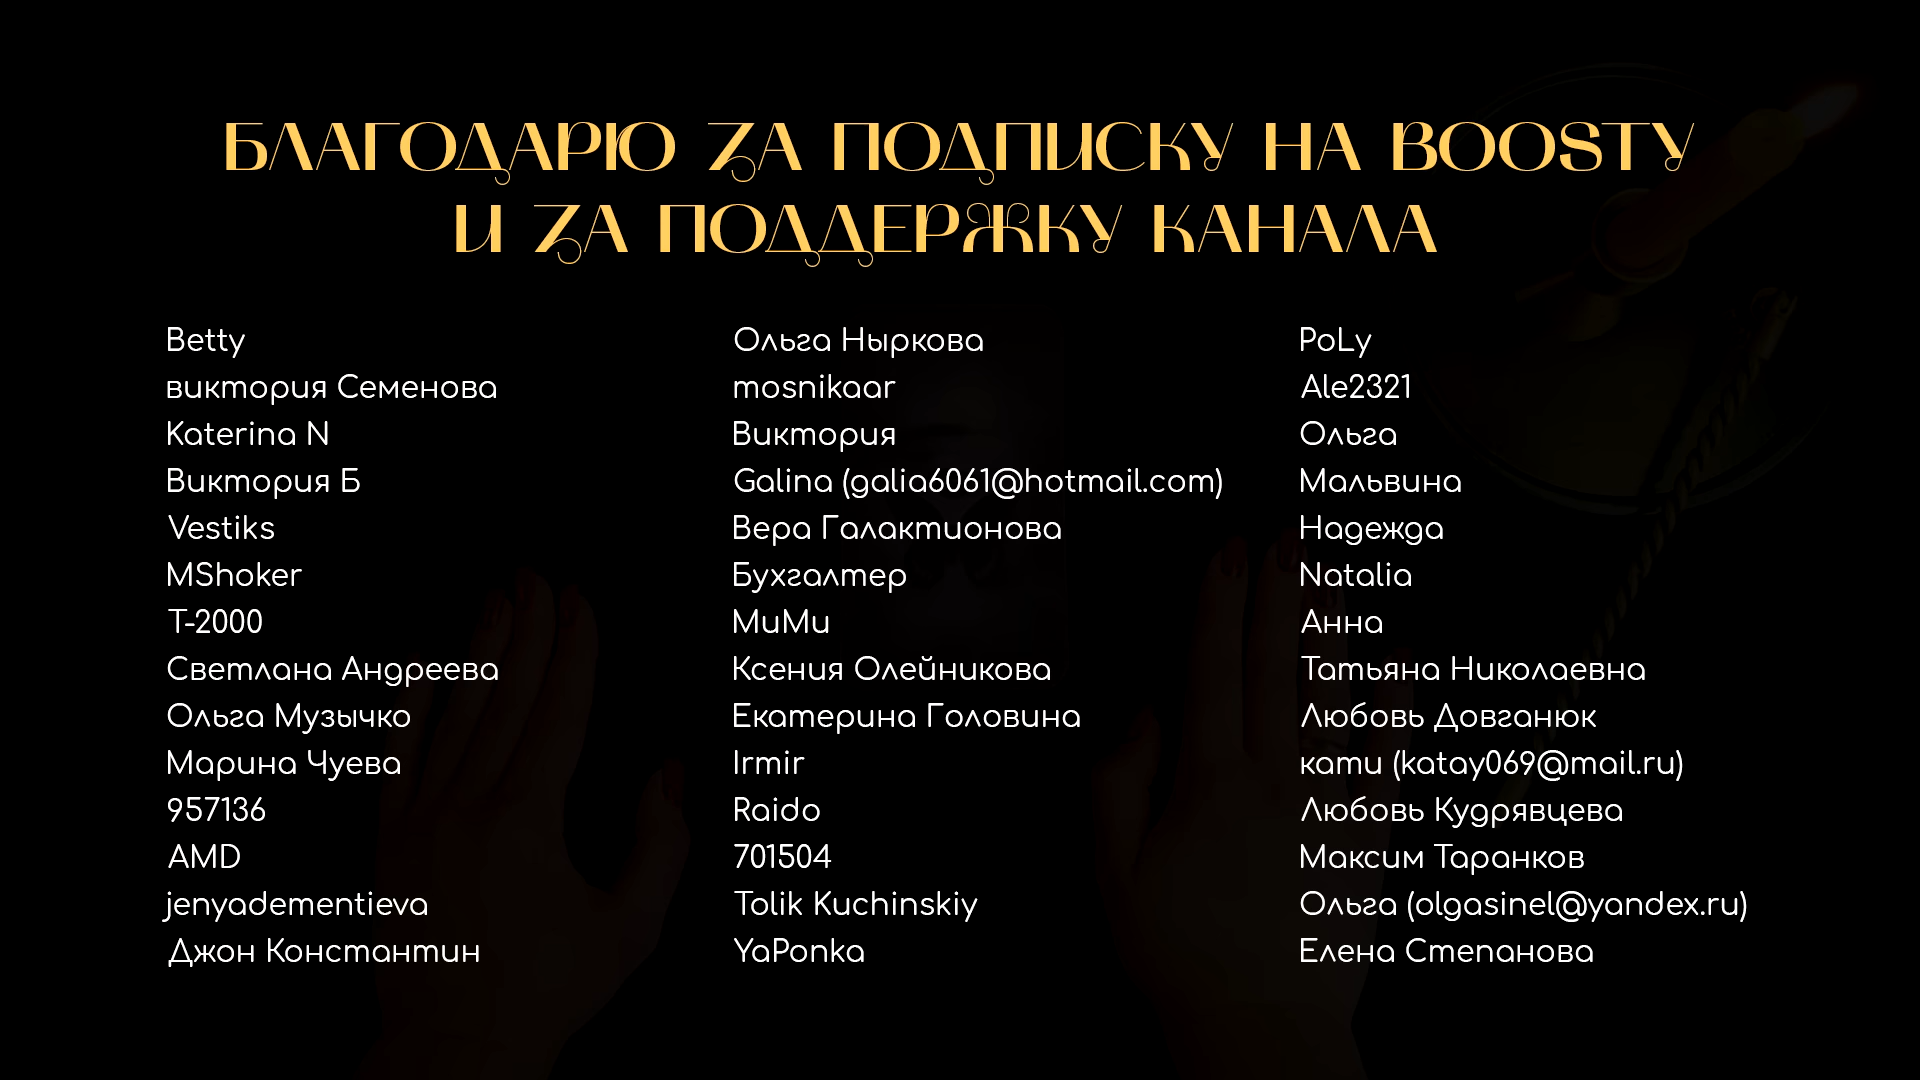 БЛАГОДАРЮ ЗА ПОДПИСКУ НА BOOSTY
И ЗА ПОДДЕРЖКУ КАНАЛА
Betty
виктория Семенова
Katerina N
Виктория Б
Vestiks
MShoker
T-2000
Светлана Андреева
Ольга Музычко
Марина Чуева
957136
AMD
jenyadementieva
Джон Константин
Ольга Ныркова
mosnikaar
Виктория
Galina (galia6061@hotmail.com)
Вера Галактионова
Бухгалтер
МиМи
Ксения Олейникова
Екатерина Головина
Irmir
Raido
701504
Tolik Kuchinskiy
YaPonka
PoLy
Ale2321
Ольга
Мальвина
Надежда
Natalia
Анна
Татьяна Николаевна
Любовь Довганюк
кати (katay069@mail.ru)
Любовь Кудрявцева
Максим Таранков
Ольга (olgasinel@yandex.ru)
Елена Степанова